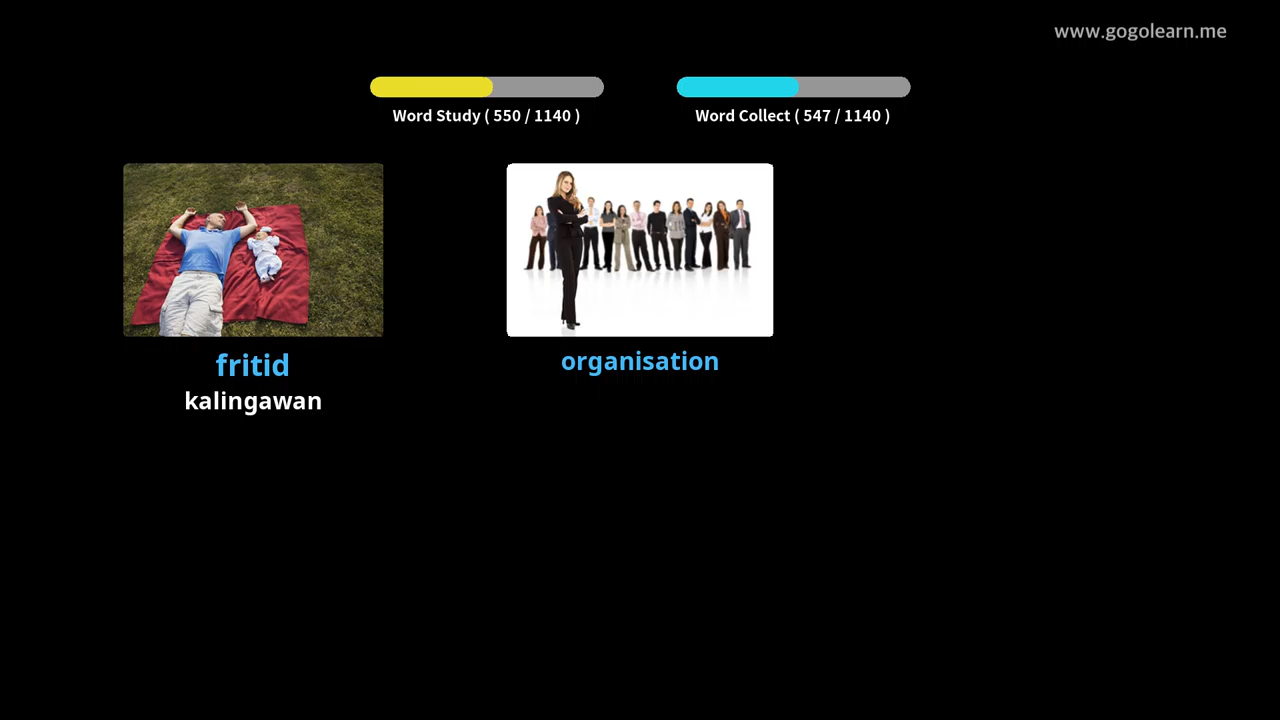 www.gogolearn.me
Word Study ( 550 / 1140 )
Word Collect ( 547 / 1140 )
fritid
kalingawan
organisation